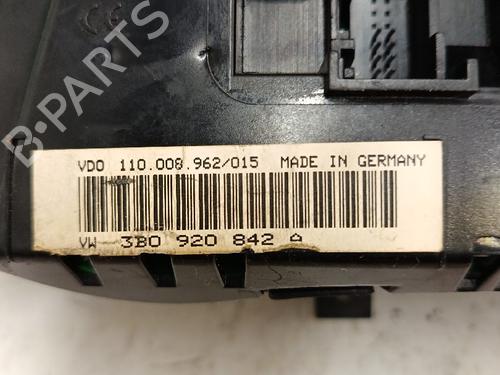 B-PARTS
VDO 110.008.962/015 MADE IN GERMANY
VW 3B0 920 842 A